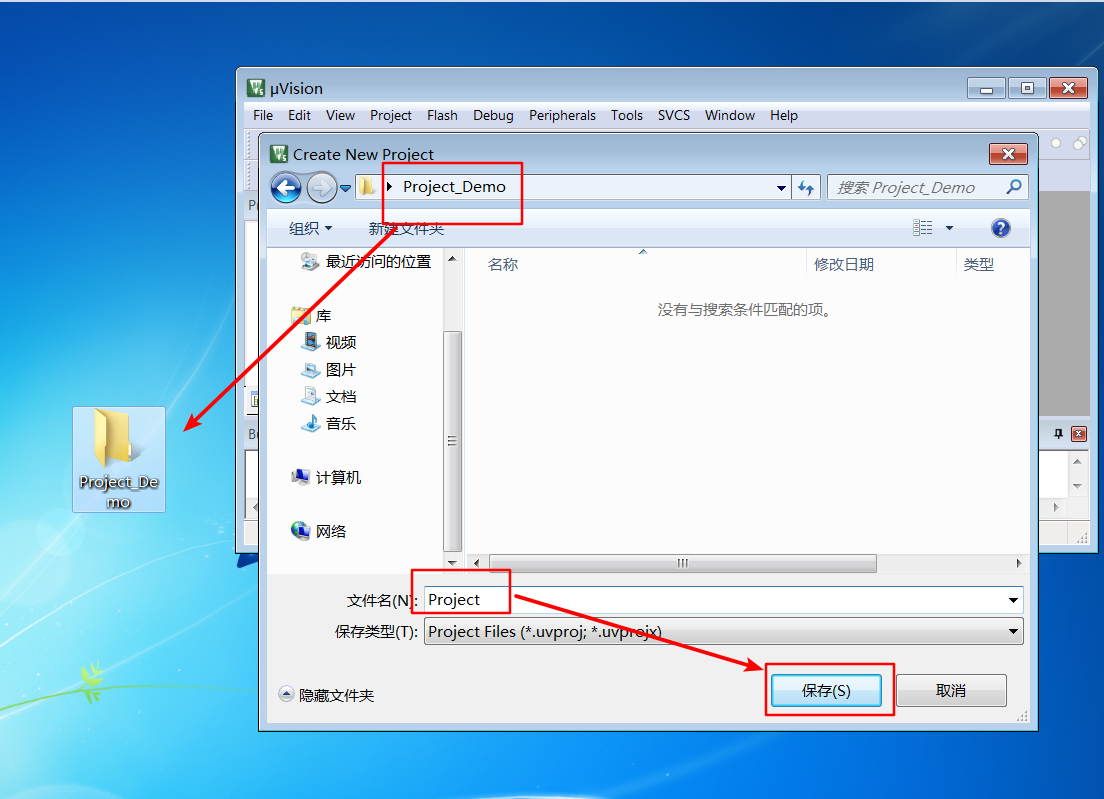 µVision
File Edit View Project Flash Debug Peripherals Tools SVCS Window Help
Create New Project
Project_Demo
搜索 Project_Demo
组织
新建文件夹
最近访问的位置
名称
修改日期
类型
没有与搜索条件匹配的项。
库
视频
图片
文档
音乐
计算机
网络
Project_De
mo
文件名(N):
Project
保存类型(T):
Project Files (*.uvproj; *.uvprojx)
隐藏文件夹
保存(S)
取消